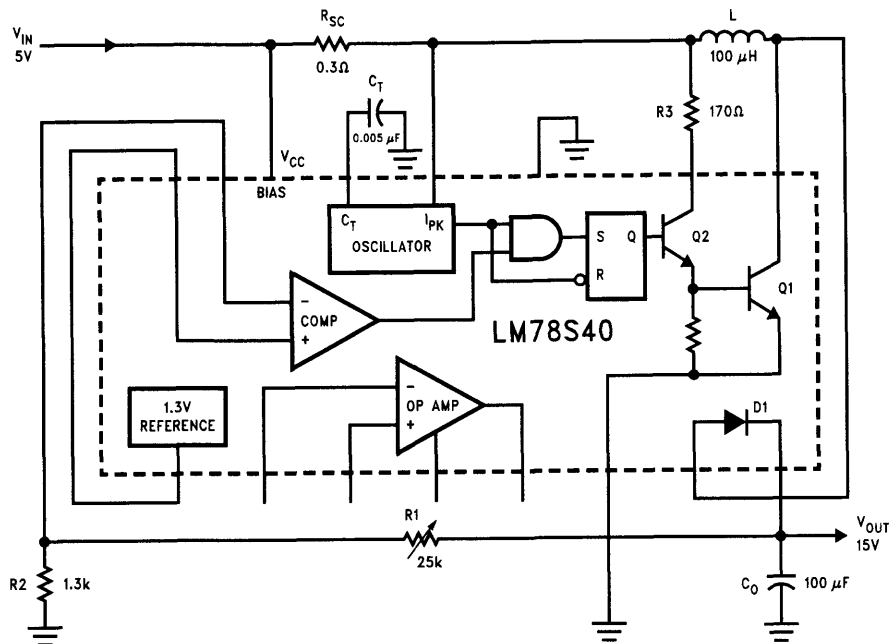 R_SC
L
V_IN
5V
0.3Ω
100 μH
C_T
R3
170Ω
0.005 μF
V_CC
BIAS
C_T
I_PK
OSCILLATOR
S
Q
Q2
R
Q1
−
COMP
+
LM78S40
−
OP AMP
+
1.3V
REFERENCE
D1
R1
V_OUT
15V
25k
R2
1.3k
C_O
100 μF